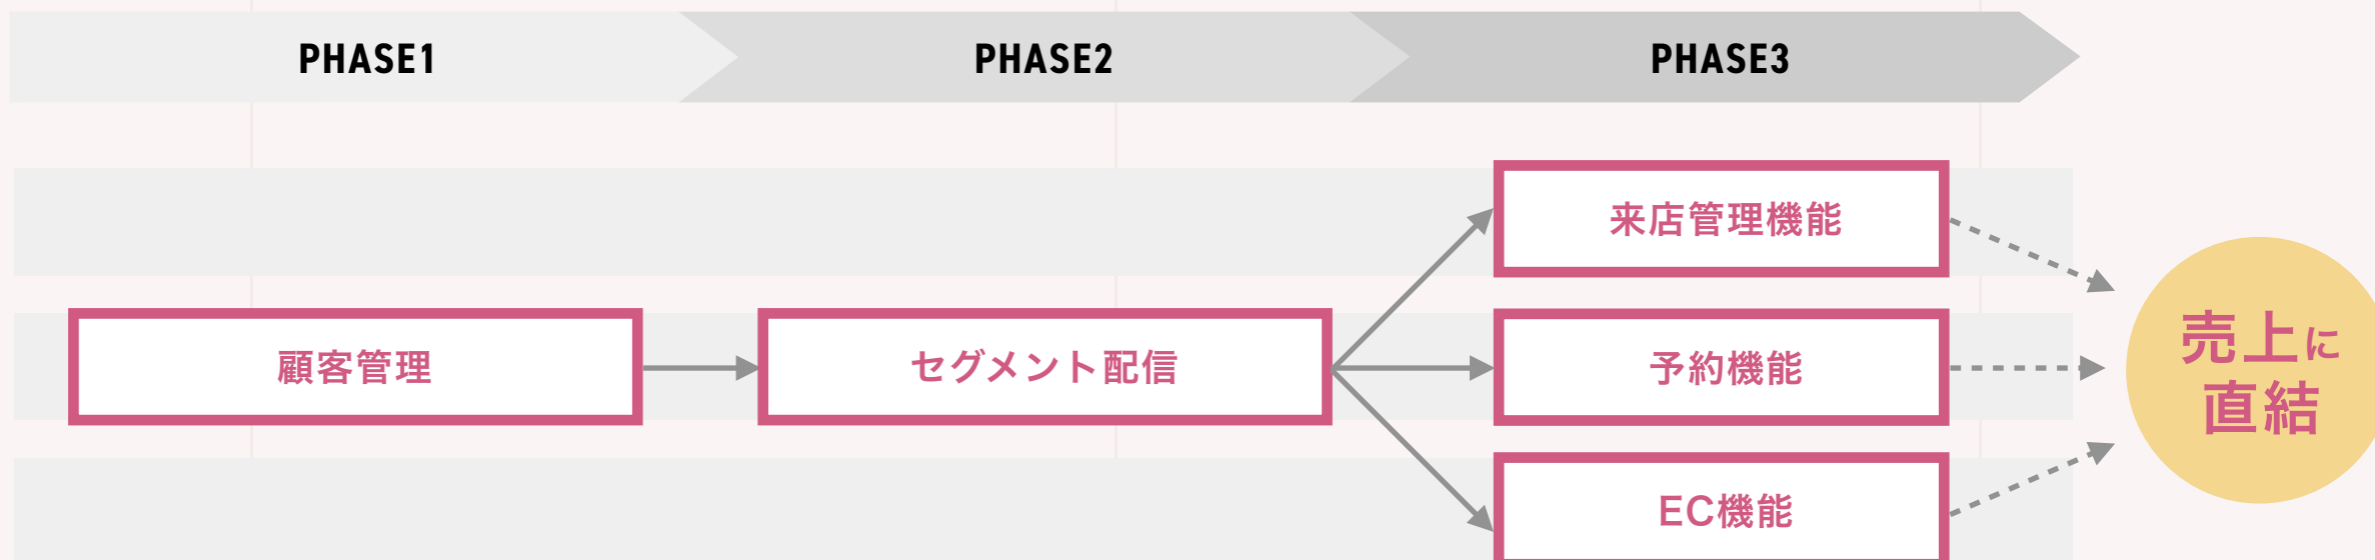 PHASE1
PHASE2
PHASE3
来店管理機能
顧客管理
セグメント配信
予約機能
EC機能
売上に
直結